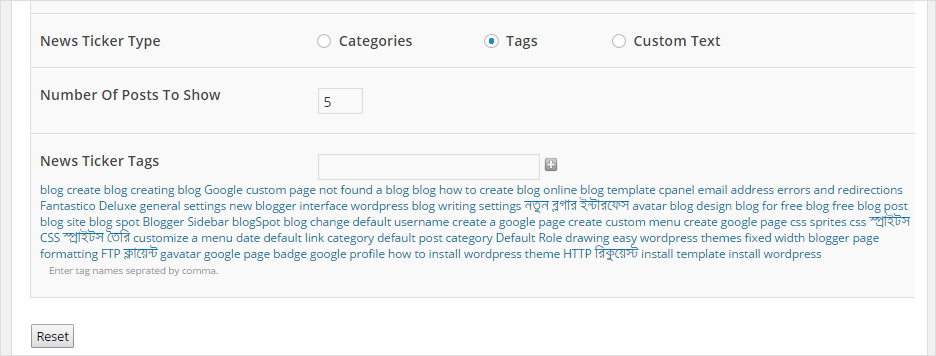 News Ticker Type Categories Tags Custom Text
Number Of Posts To Show 5
News Ticker Tags
blog create blog creating blog Google custom page not found a blog blog how to create blog online blog template cpanel email address errors and redirections
Fantastico Deluxe general settings new blogger interface wordpress blog writing settings নতুন ব্লগার ইন্টারফেস avatar blog design blog for free blog free blog post
blog site blog spot Blogger Sidebar blogSpot blog change default username create a google page create custom menu create google page css sprites css স্প্রাইটস
CSS স্প্রাইটস তৈরি customize a menu date default link category default post category Default Role drawing easy wordpress themes fixed width blogger page
formatting FTP ক্লায়েন্ট gavatar google page badge google profile how to install wordpress theme HTTP রিকুয়েস্ট install template install wordpress
Enter tag names seprated by comma.
Reset